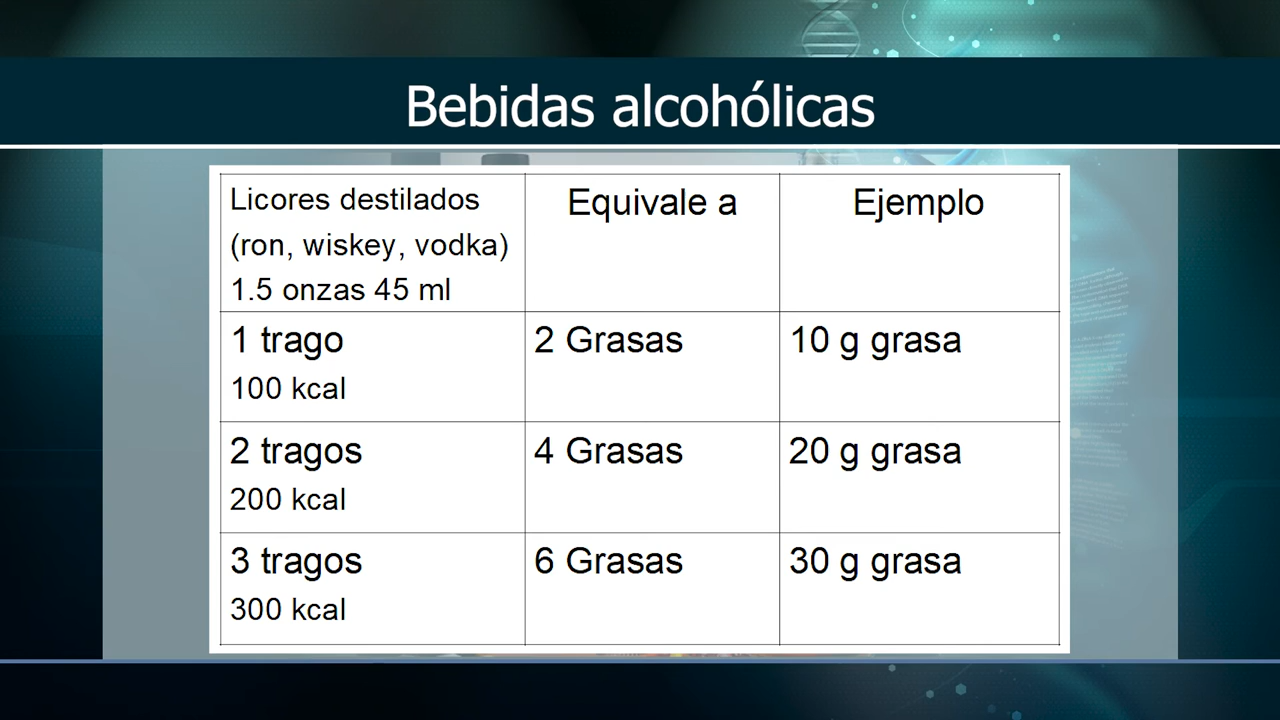 Bebidas alcohólicas
Licores destilados
(ron, wiskey, vodka)
1.5 onzas 45 ml
Equivale a
Ejemplo
1 trago
100 kcal
2 Grasas
10 g grasa
2 tragos
200 kcal
4 Grasas
20 g grasa
3 tragos
300 kcal
6 Grasas
30 g grasa